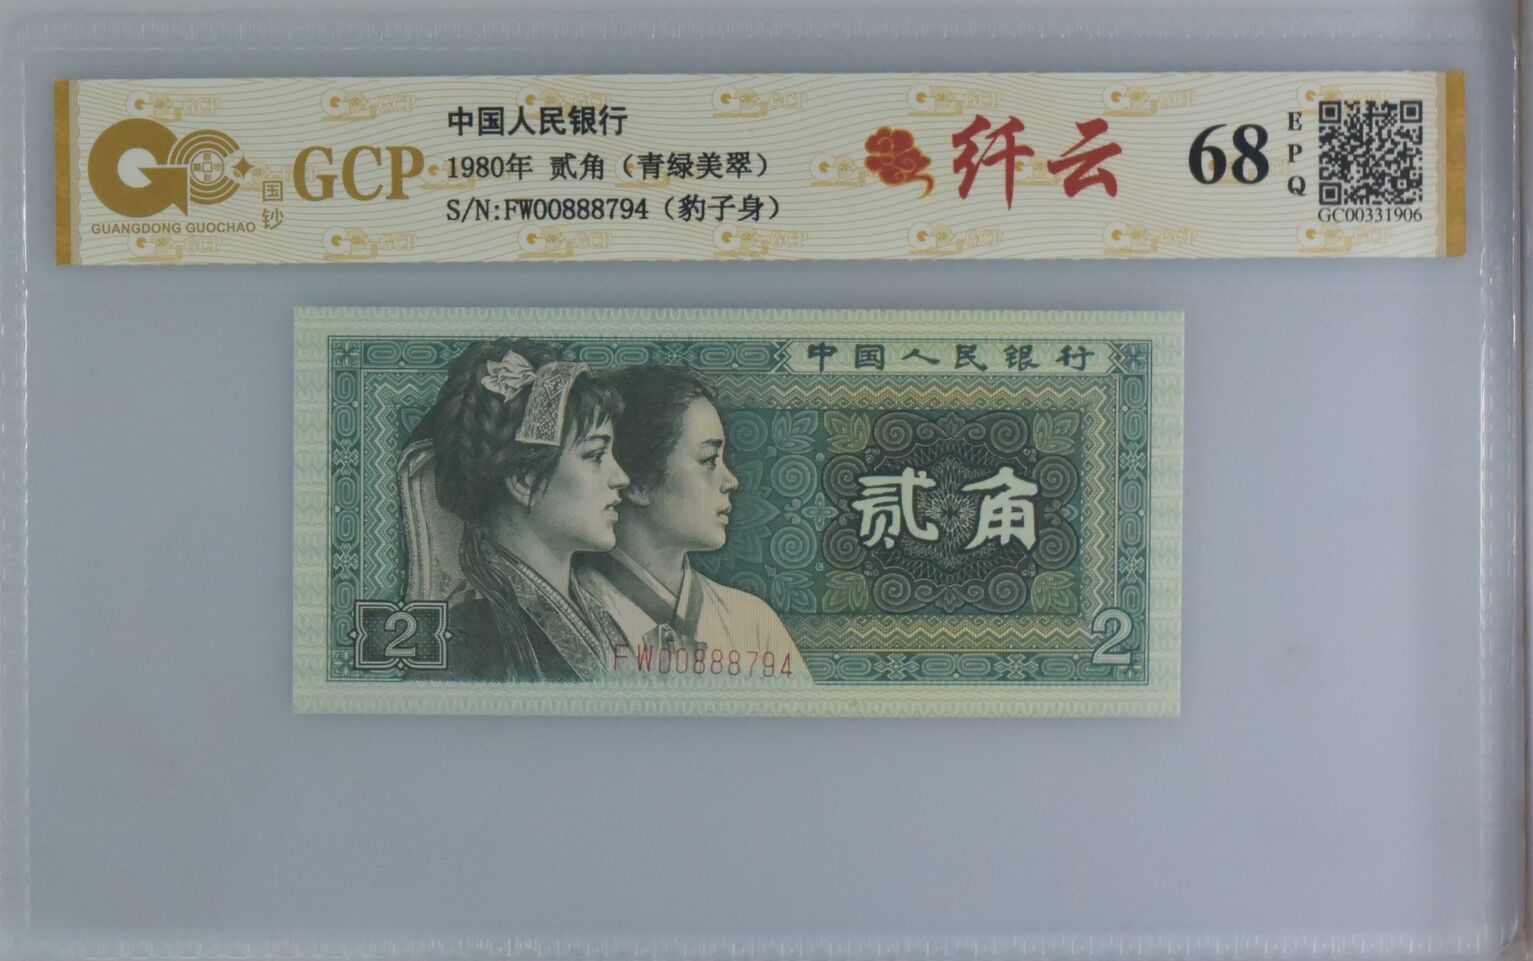 中国人民银行
1980年 贰角（青绿美翠）
S/N:FW00888794（豹子身）
GCP
国钞
GUANGDONG GUOCHAO
纤云
68
EPQ
GC00331906
中国人民银行
贰角
2
2
FW00888794